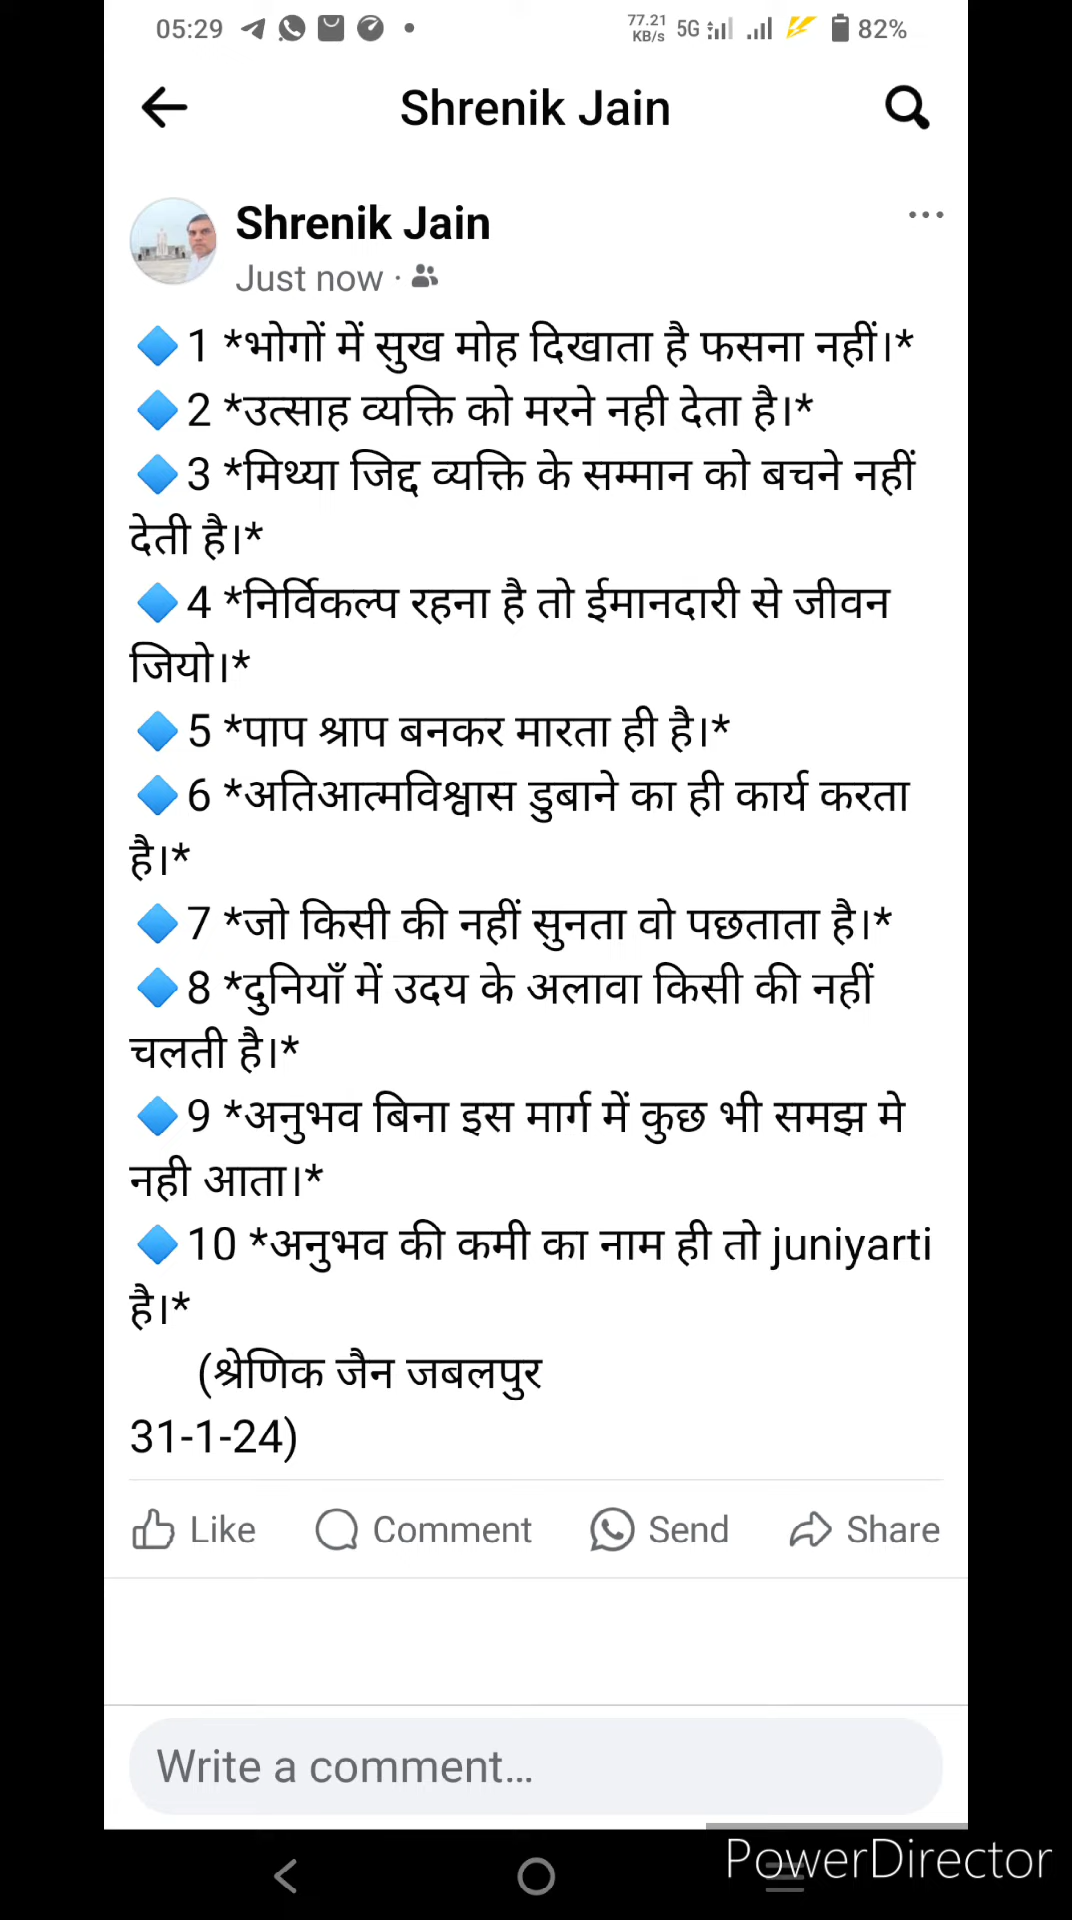 05:29 77.21 KB/s 5G 82%
Shrenik Jain
Shrenik Jain
Just now ·
🔷1 *भोगों में सुख मोह दिखाता है फसना नहीं।*
🔷2 *उत्साह व्यक्ति को मरने नही देता है।*
🔷3 *मिथ्या जिद्द व्यक्ति के सम्मान को बचने नहीं
देती है।*
🔷4 *निर्विकल्प रहना है तो ईमानदारी से जीवन
जियो।*
🔷5 *पाप श्राप बनकर मारता ही है।*
🔷6 *अतिआत्मविश्वास डुबाने का ही कार्य करता
है।*
🔷7 *जो किसी की नहीं सुनता वो पछताता है।*
🔷8 *दुनियाँ में उदय के अलावा किसी की नहीं
चलती है।*
🔷9 *अनुभव बिना इस मार्ग में कुछ भी समझ मे
नही आता।*
🔷10 *अनुभव की कमी का नाम ही तो juniyarti
है।*
(श्रेणिक जैन जबलपुर
31-1-24)
Like Comment Send Share
Write a comment...
PowerDirector